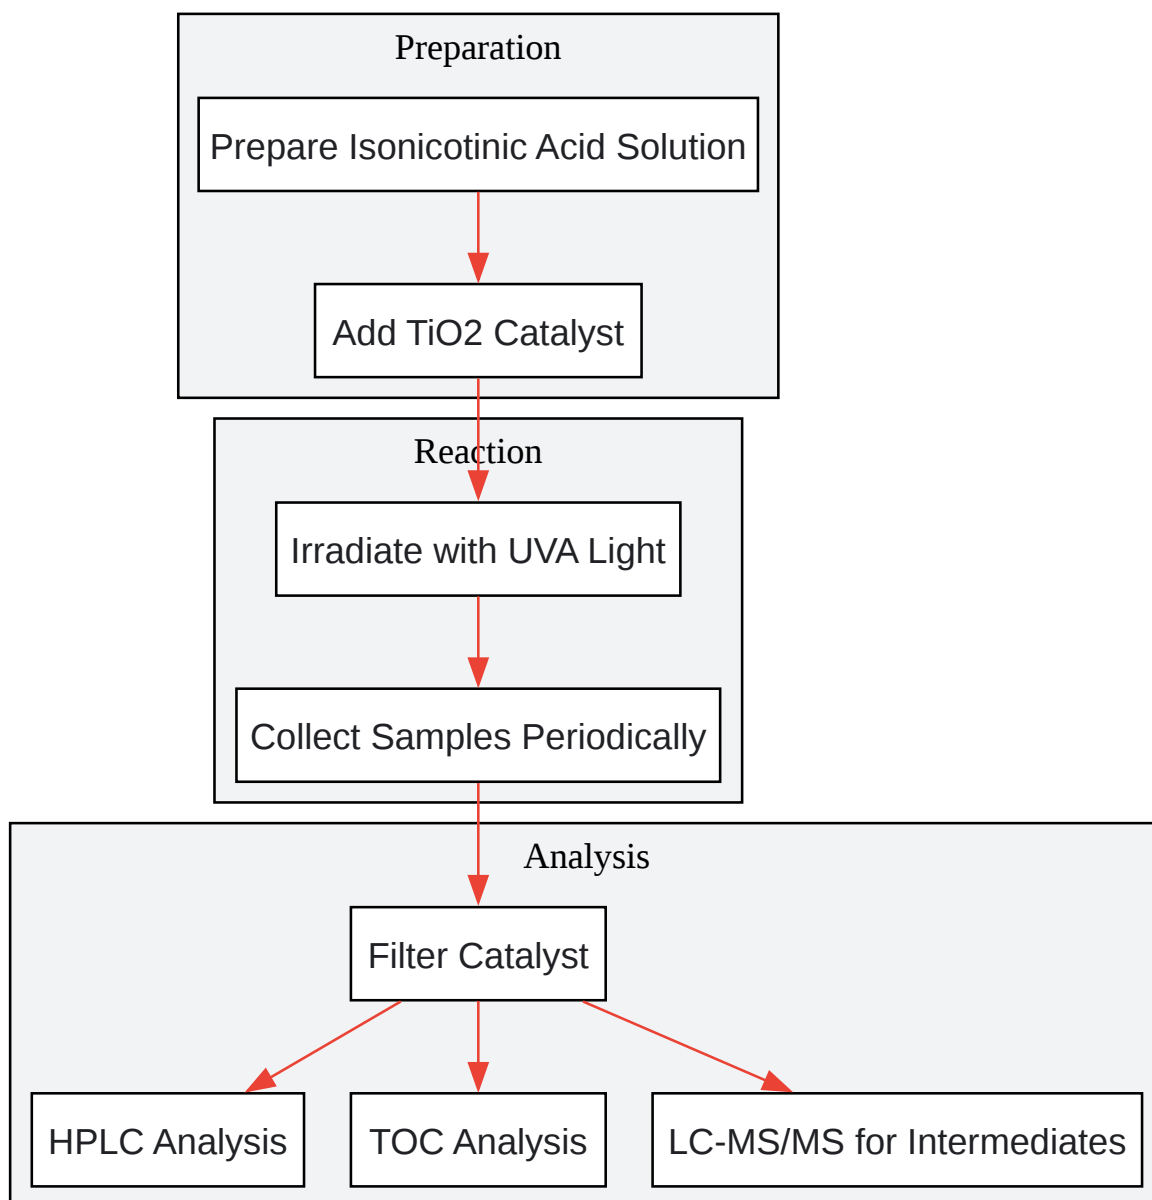 Preparation
Prepare Isonicotinic Acid Solution
Add TiO2 Catalyst
Reaction
Irradiate with UVA Light
Collect Samples Periodically
Analysis
Filter Catalyst
HPLC Analysis
TOC Analysis
LC-MS/MS for Intermediates